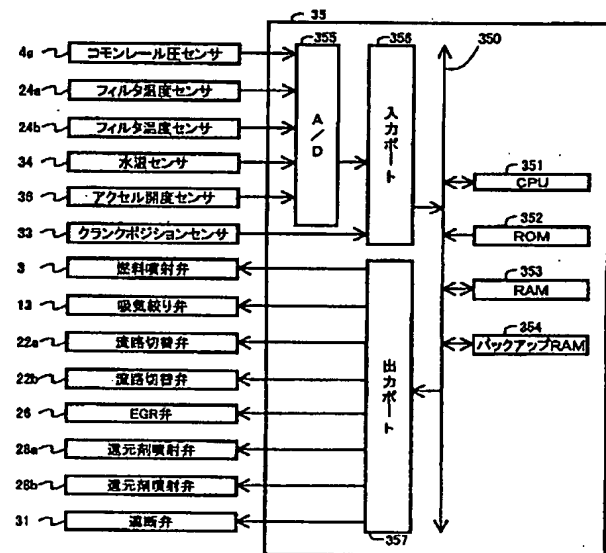 35
4a コモンレール圧センサ
24a フィルタ温度センサ
24b フィルタ温度センサ
34 水温センサ
36 アクセル開度センサ
33 クランクポジションセンサ
3 燃料噴射弁
13 吸気絞り弁
22a 流路切替弁
22b 流路切替弁
26 EGR弁
28a 還元剤噴射弁
28b 還元剤噴射弁
31 遮断弁
355
A/D
356
入力ポート
出力ポート
357
350
351
CPU
352
ROM
353
RAM
354
バックアップRAM